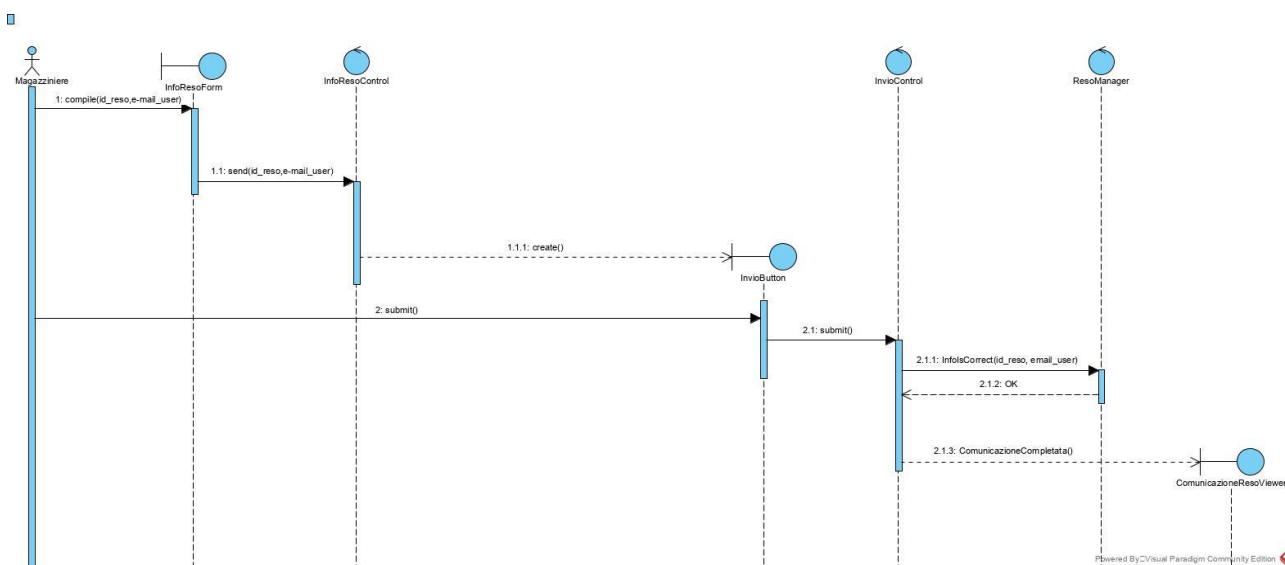 Magazziniere
InfoResoForm
InfoResoControl
InvioControl
ResoManager
1: compile(id_reso,e-mail_user)
1.1: send(id_reso,e-mail_user)
1.1.1: create()
InvioButton
2: submit()
2.1: submit()
2.1.1: InfoIsCorrect(id_reso, email_user)
2.1.2: OK
2.1.3: ComunicazioneCompletata()
ComunicazioneResoViewer
Powered By Visual Paradigm Community Edition